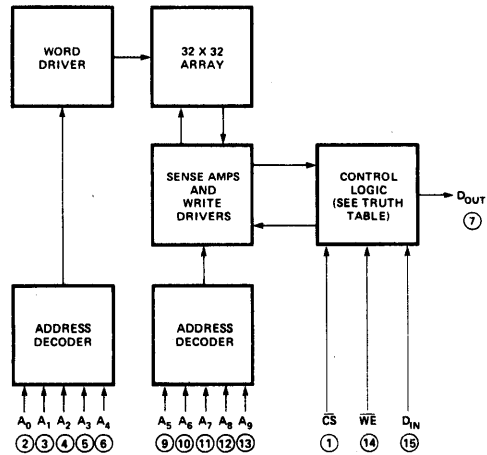 WORD
DRIVER
32 X 32
ARRAY
SENSE AMPS
AND
WRITE
DRIVERS
CONTROL
LOGIC
(SEE TRUTH
TABLE)
DOUT
7
ADDRESS
DECODER
ADDRESS
DECODER
A0 A1 A2 A3 A4
2 3 4 5 6
A5 A6 A7 A8 A9
9 10 11 12 13
C̅S̅ W̅E̅ DIN
1 14 15